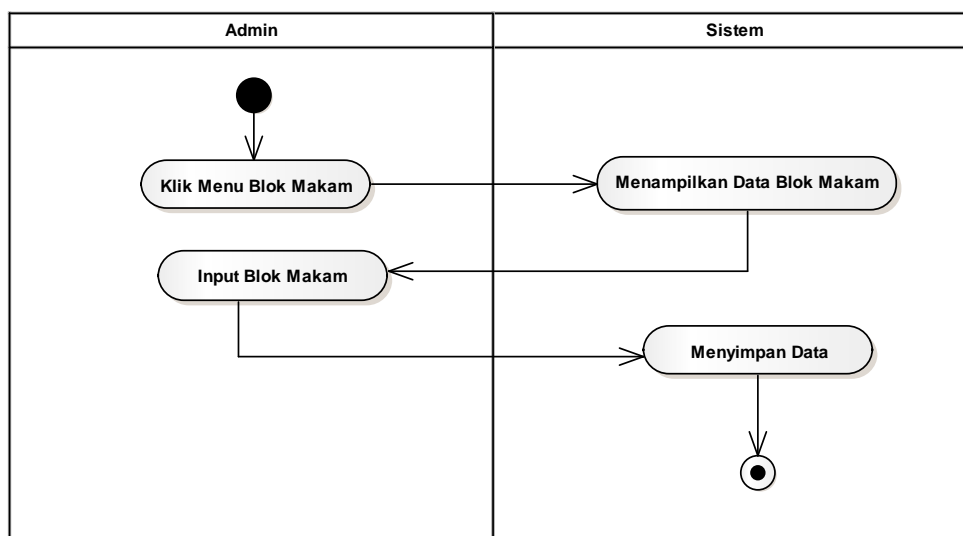 Admin
Sistem
Klik Menu Blok Makam
Menampilkan Data Blok Makam
Input Blok Makam
Menyimpan Data